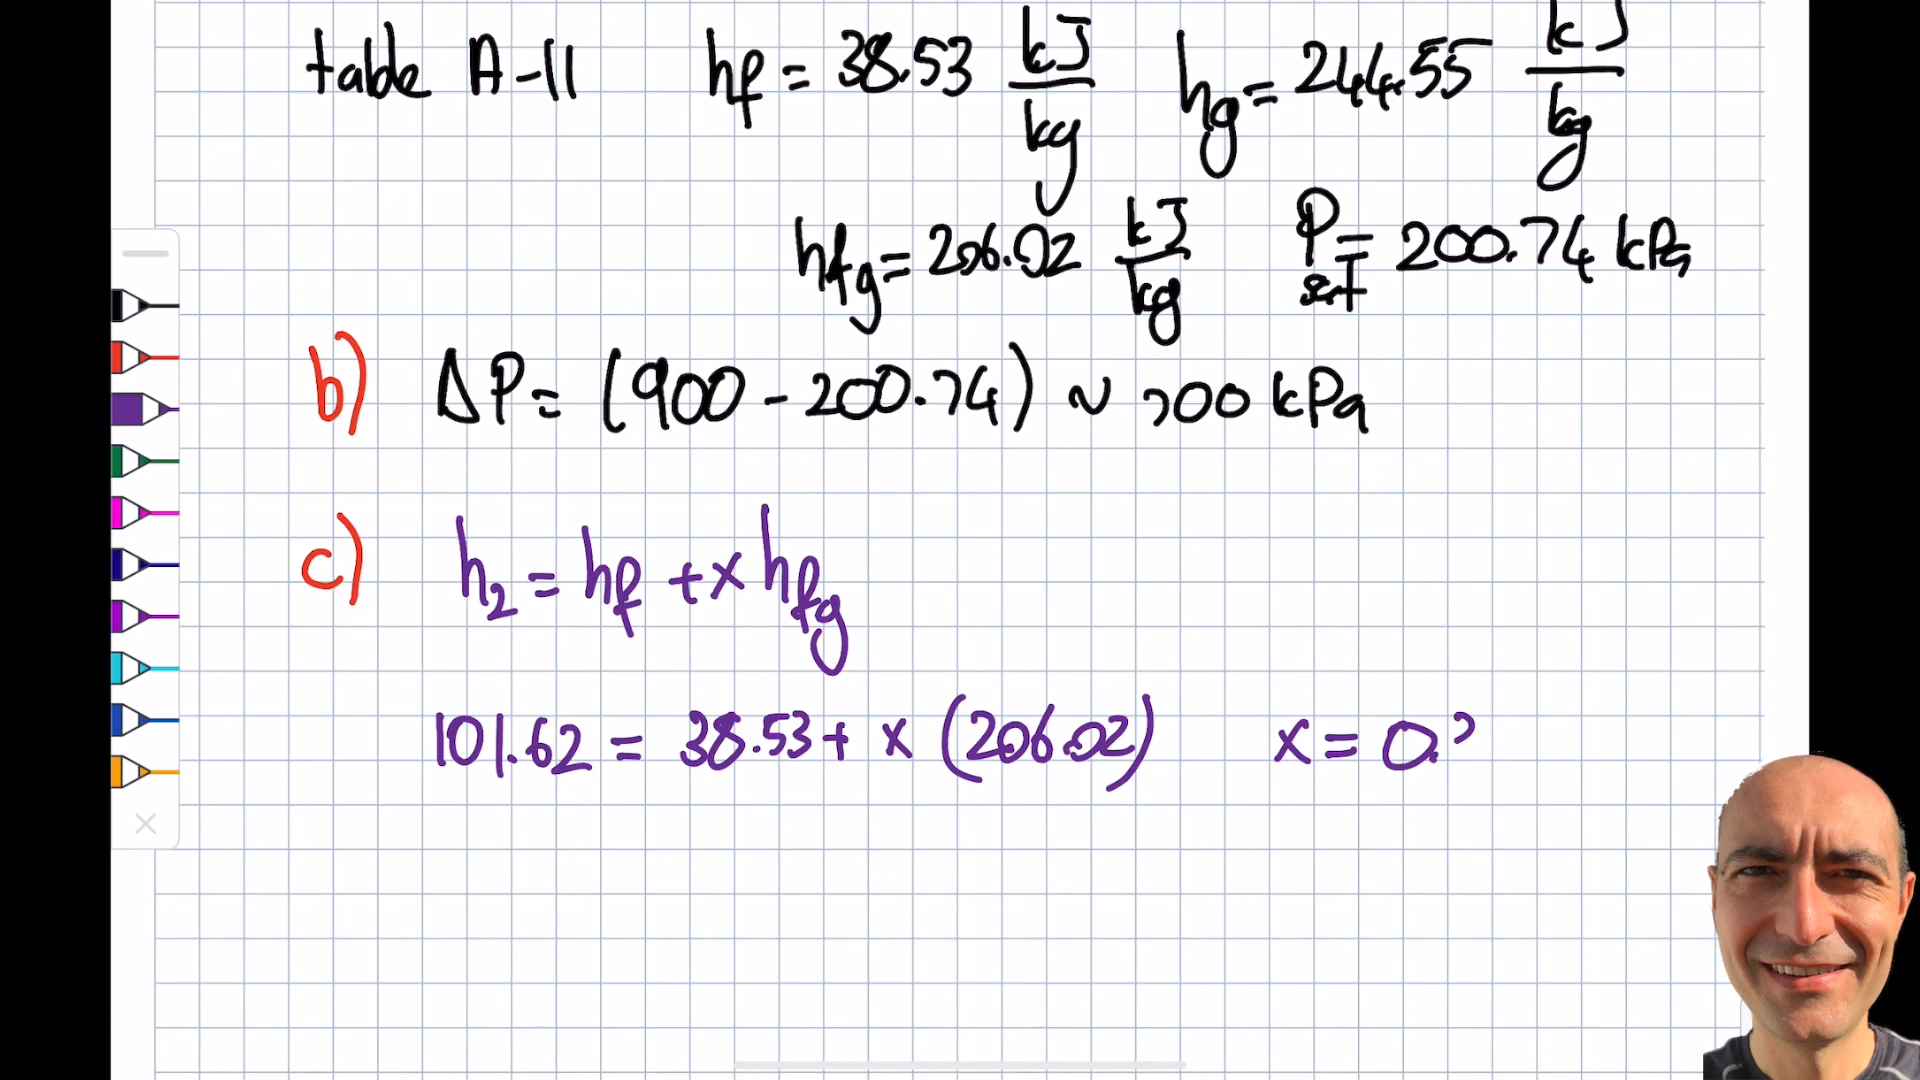 table A-11 hf = 38.53 kJ/kg hg = 244.55 kJ/kg
hfg = 206.02 kJ/kg Psat = 200.74 kPa
b) ΔP = (900 - 200.74) ~ 700 kPa
c) h2 = hf + x hfg
101.62 = 38.53 + x (206.02) x = 0.